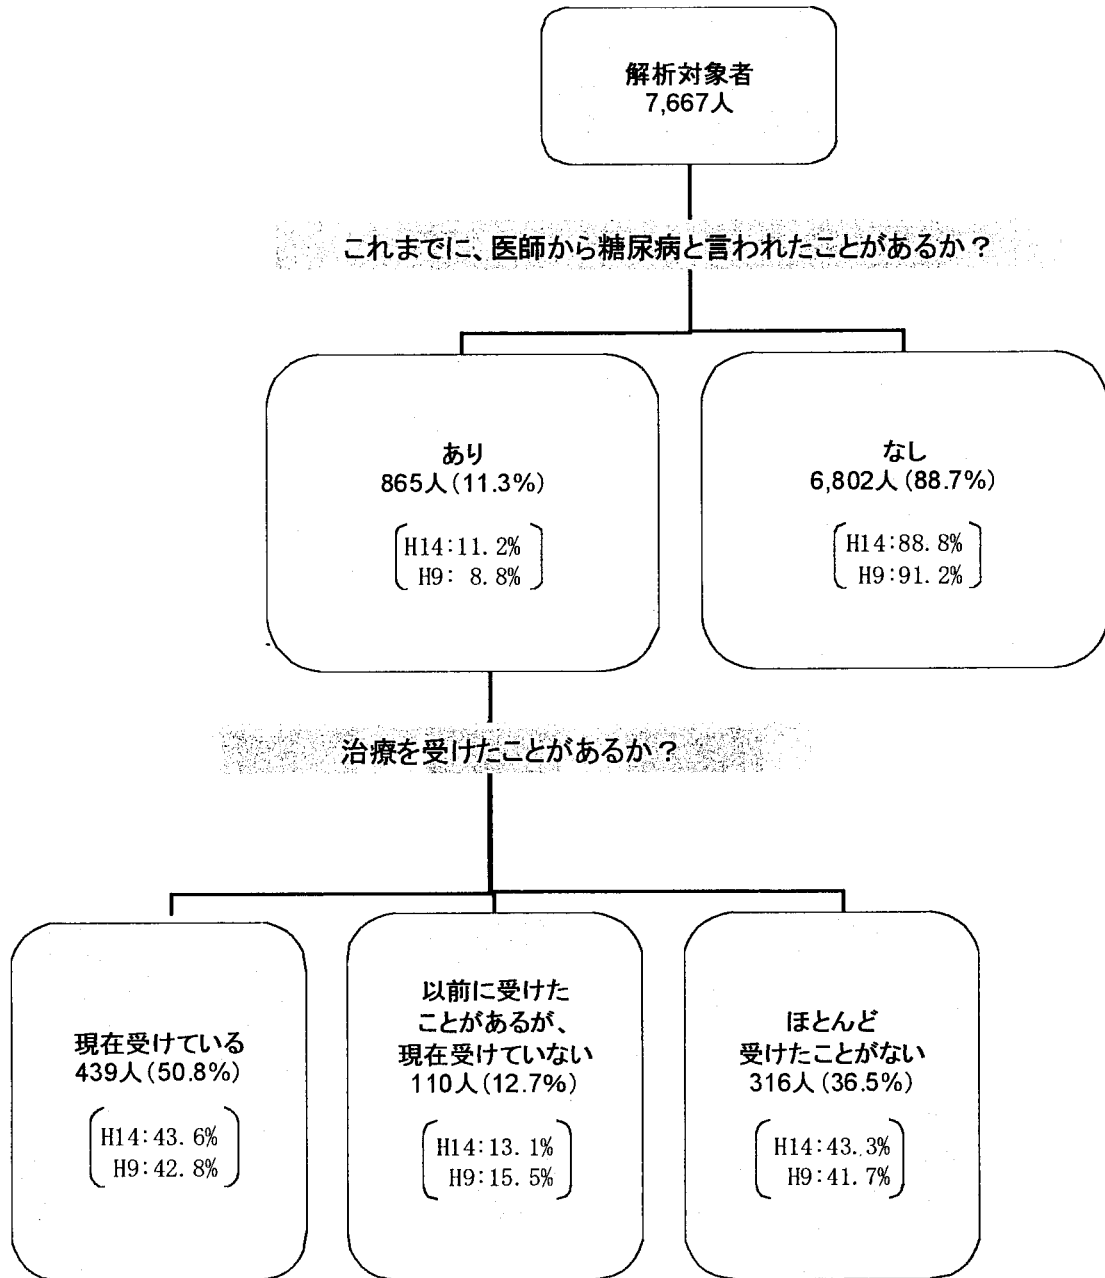 解析対象者
7,667人
これまでに、医師から糖尿病と言われたことがあるか?
あり
865人(11.3%)
H14:11.2%
H9: 8.8%
なし
6,802人(88.7%)
H14:88.8%
H9:91.2%
治療を受けたことがあるか?
現在受けている
439人(50.8%)
H14:43.6%
H9:42.8%
以前に受けた
ことがあるが、
現在受けていない
110人(12.7%)
H14:13.1%
H9:15.5%
ほとんど
受けたことがない
316人(36.5%)
H14:43.3%
H9:41.7%